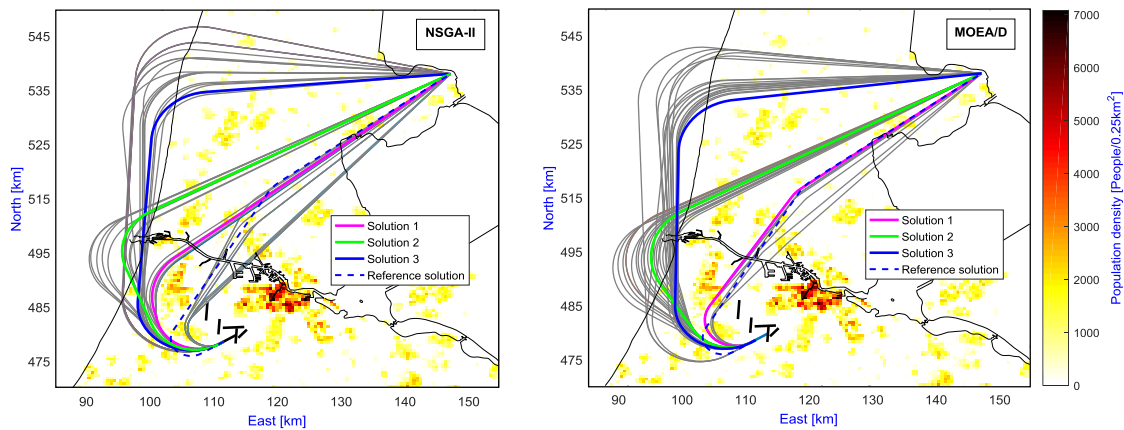 NSGA-II
545
535
525
515
505
495
485
475
North [km]
Solution 1
Solution 2
Solution 3
Reference solution
90
100
110
120
130
140
150
East [km]
MOEA/D
545
535
525
515
505
495
485
475
North [km]
Solution 1
Solution 2
Solution 3
Reference solution
90
100
110
120
130
140
150
East [km]
7000
6000
5000
4000
3000
2000
1000
0
Population density [People/0.25km²]